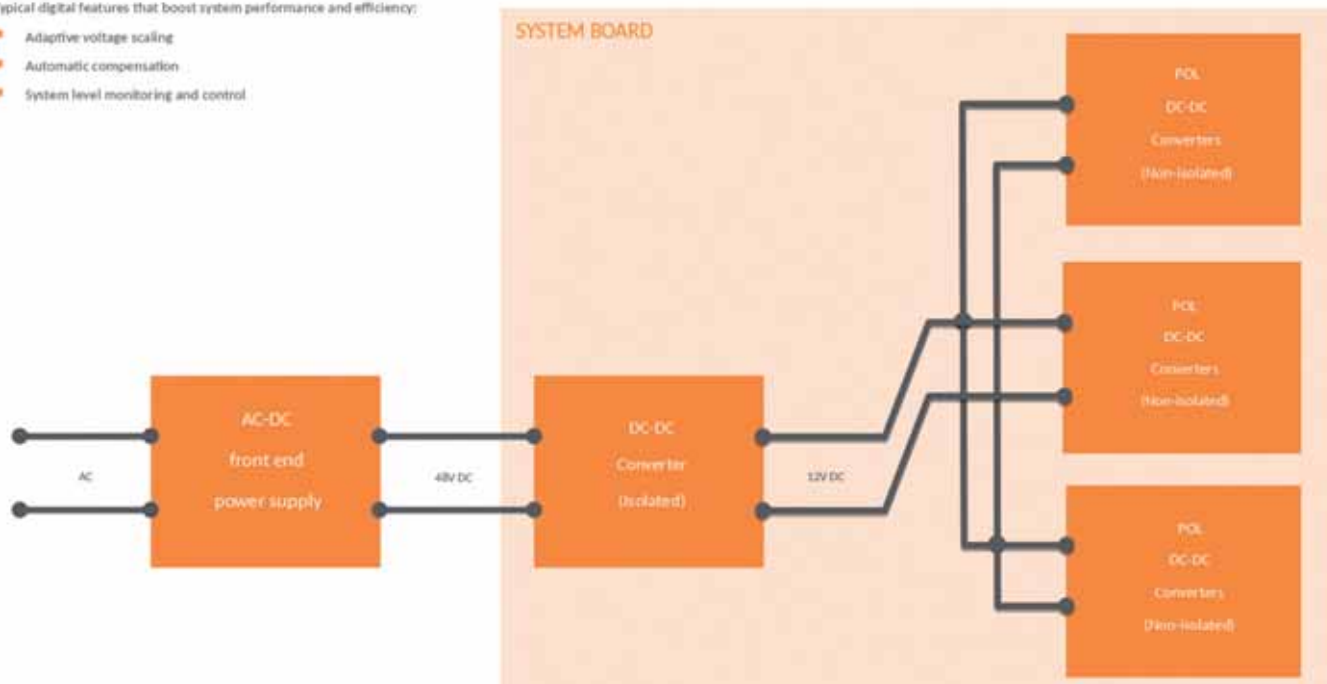 ypical digital features that boost system performance and efficiency:
Adaptive voltage scaling
Automatic compensation
System level monitoring and control
SYSTEM BOARD
POL
DC-DC
Converters
(Non-isolated)
POL
DC-DC
Converters
(Non-isolated)
AC-DC
front end
power supply
DC-DC
Converter
(Isolated)
AC
48V DC
12V DC
POL
DC-DC
Converters
(Non-isolated)